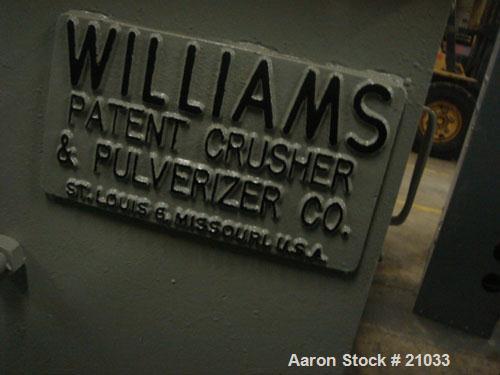 WILLIAMS
PATENT CRUSHER
& PULVERIZER CO.
ST. LOUIS 6, MISSOURI, U.S.A.
Aaron Stock # 21033